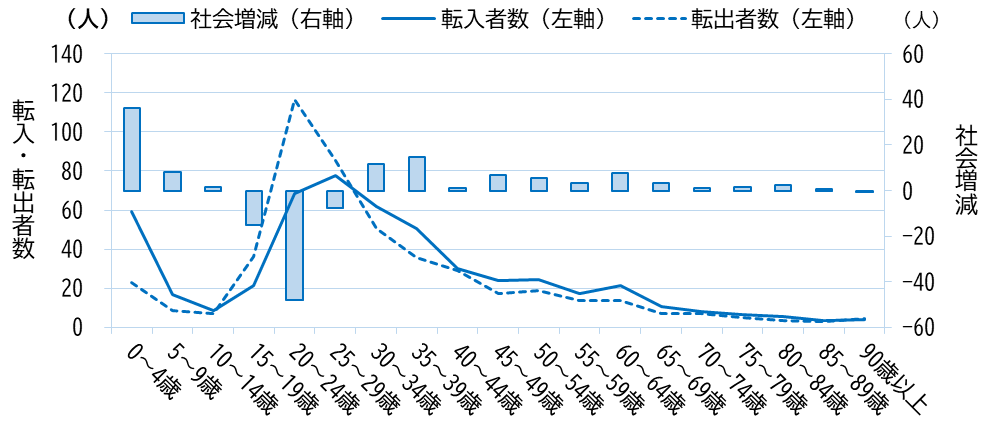 （人） 社会増減（右軸） 転入者数（左軸） 転出者数（左軸） （人）
140
120
100
80
60
40
20
0
転入・転出者数
60
40
20
0
−20
−40
−60
社会増減
0～4歳
5～9歳
10～14歳
15～19歳
20～24歳
25～29歳
30～34歳
35～39歳
40～44歳
45～49歳
50～54歳
55～59歳
60～64歳
65～69歳
70～74歳
75～79歳
80～84歳
85～89歳
90歳以上